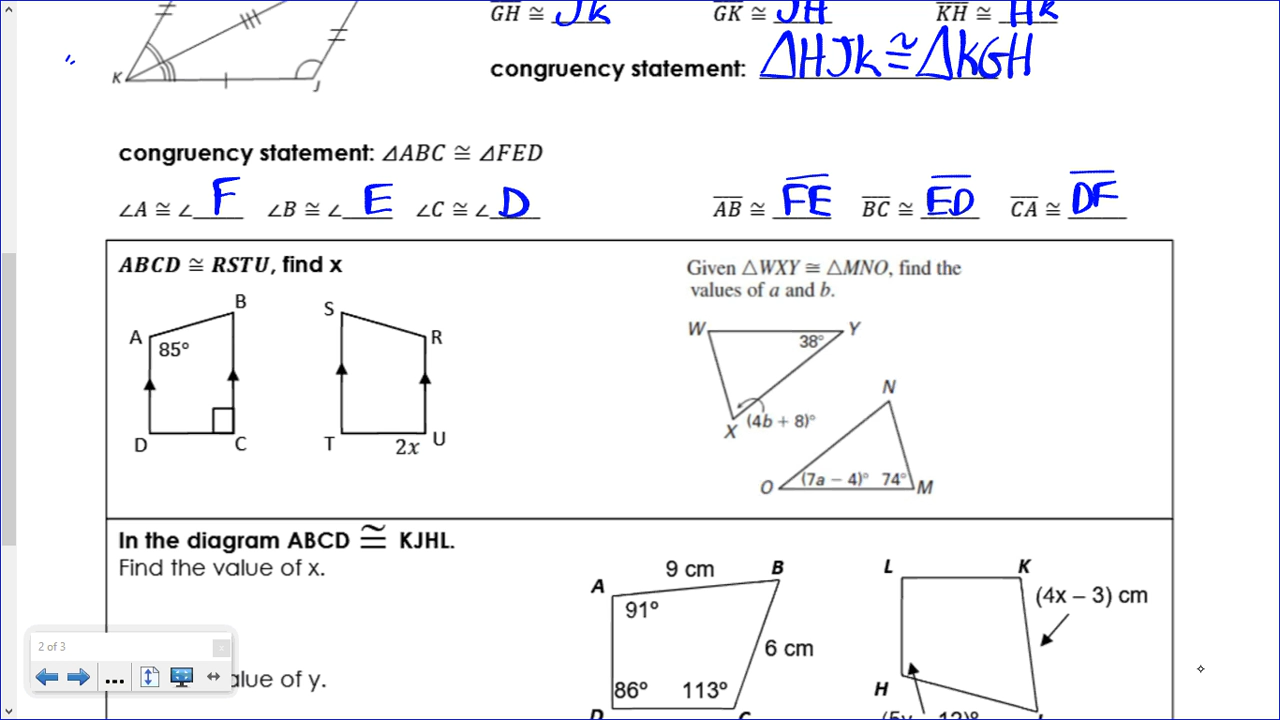 GH ≅ JK GK ≅ JH KH ≅ HK
K
J
congruency statement: ΔHJK ≅ ΔKGH
congruency statement: ΔABC ≅ ΔFED
∠A ≅ ∠ F ∠B ≅ ∠ E ∠C ≅ ∠ D AB ≅ FE BC ≅ ED CA ≅ DF
ABCD ≅ RSTU, find x
B
A
85°
D
C
S
R
T
2x
U
Given △WXY ≅ △MNO, find the
values of a and b.
W
Y
38°
X
(4b + 8)°
N
O
(7a − 4)°
74°
M
In the diagram ABCD ≅ KJHL.
Find the value of x.
9 cm
A
B
91°
6 cm
86°
113°
D
C
L
K
(4x – 3) cm
H
2 of 3
x
...
alue of y.